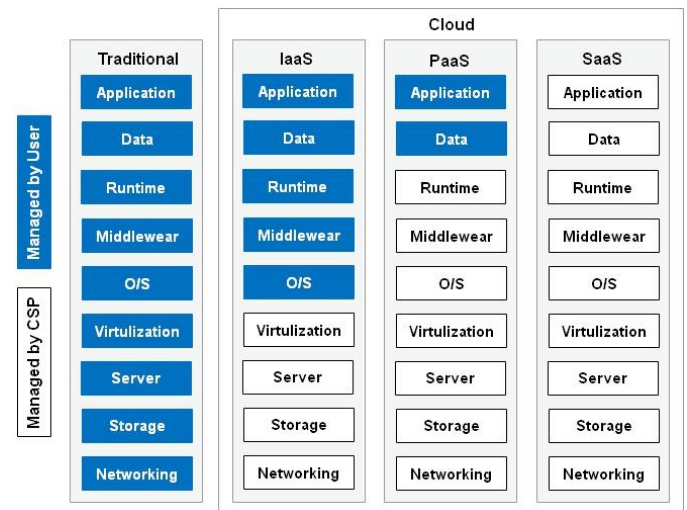 Cloud
Traditional
IaaS
PaaS
SaaS
Managed by User
Managed by CSP
Application
Data
Runtime
Middlewear
O/S
Virtulization
Server
Storage
Networking
Application
Data
Runtime
Middlewear
O/S
Virtulization
Server
Storage
Networking
Application
Data
Runtime
Middlewear
O/S
Virtulization
Server
Storage
Networking
Application
Data
Runtime
Middlewear
O/S
Virtulization
Server
Storage
Networking